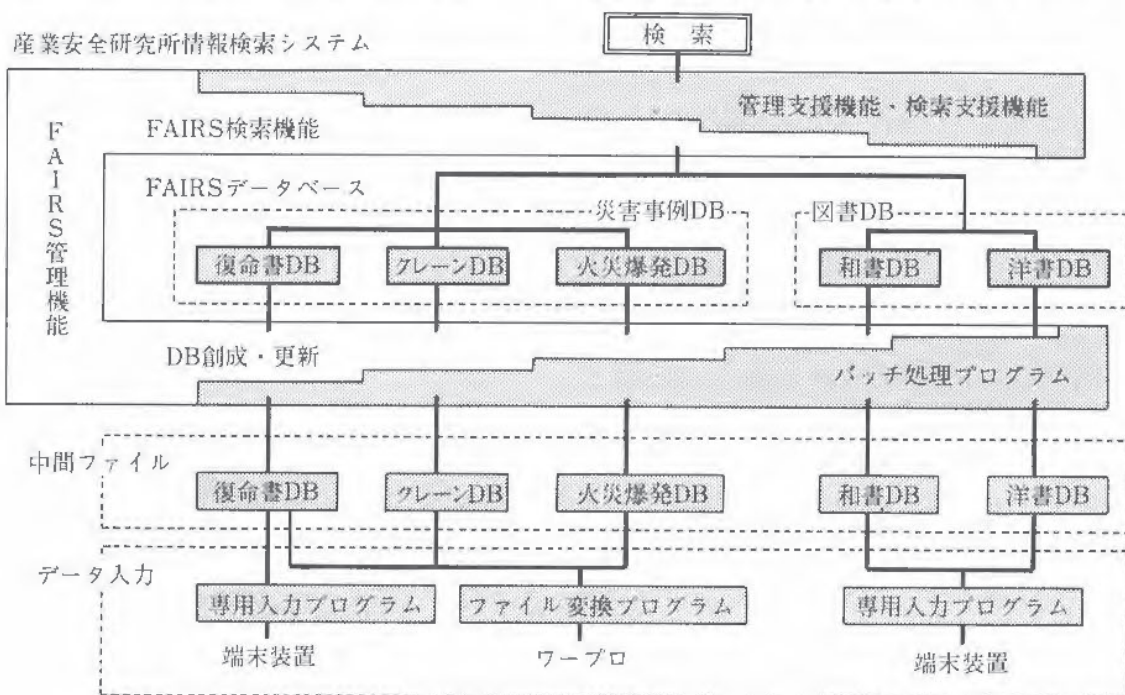 検 索
産業安全研究所情報検索システム
管理支援機能・検索支援機能
FAIRS検索機能
FAIRS管理機能
FAIRSデータベース
災害事例DB
図書DB
復命書DB
クレーンDB
火災爆発DB
和書DB
洋書DB
DB創成・更新
バッチ処理プログラム
中間ファイル
復命書DB
クレーンDB
火災爆発DB
和書DB
洋書DB
データ入力
専用入力プログラム
ファイル変換プログラム
専用入力プログラム
端末装置
ワープロ
端末装置